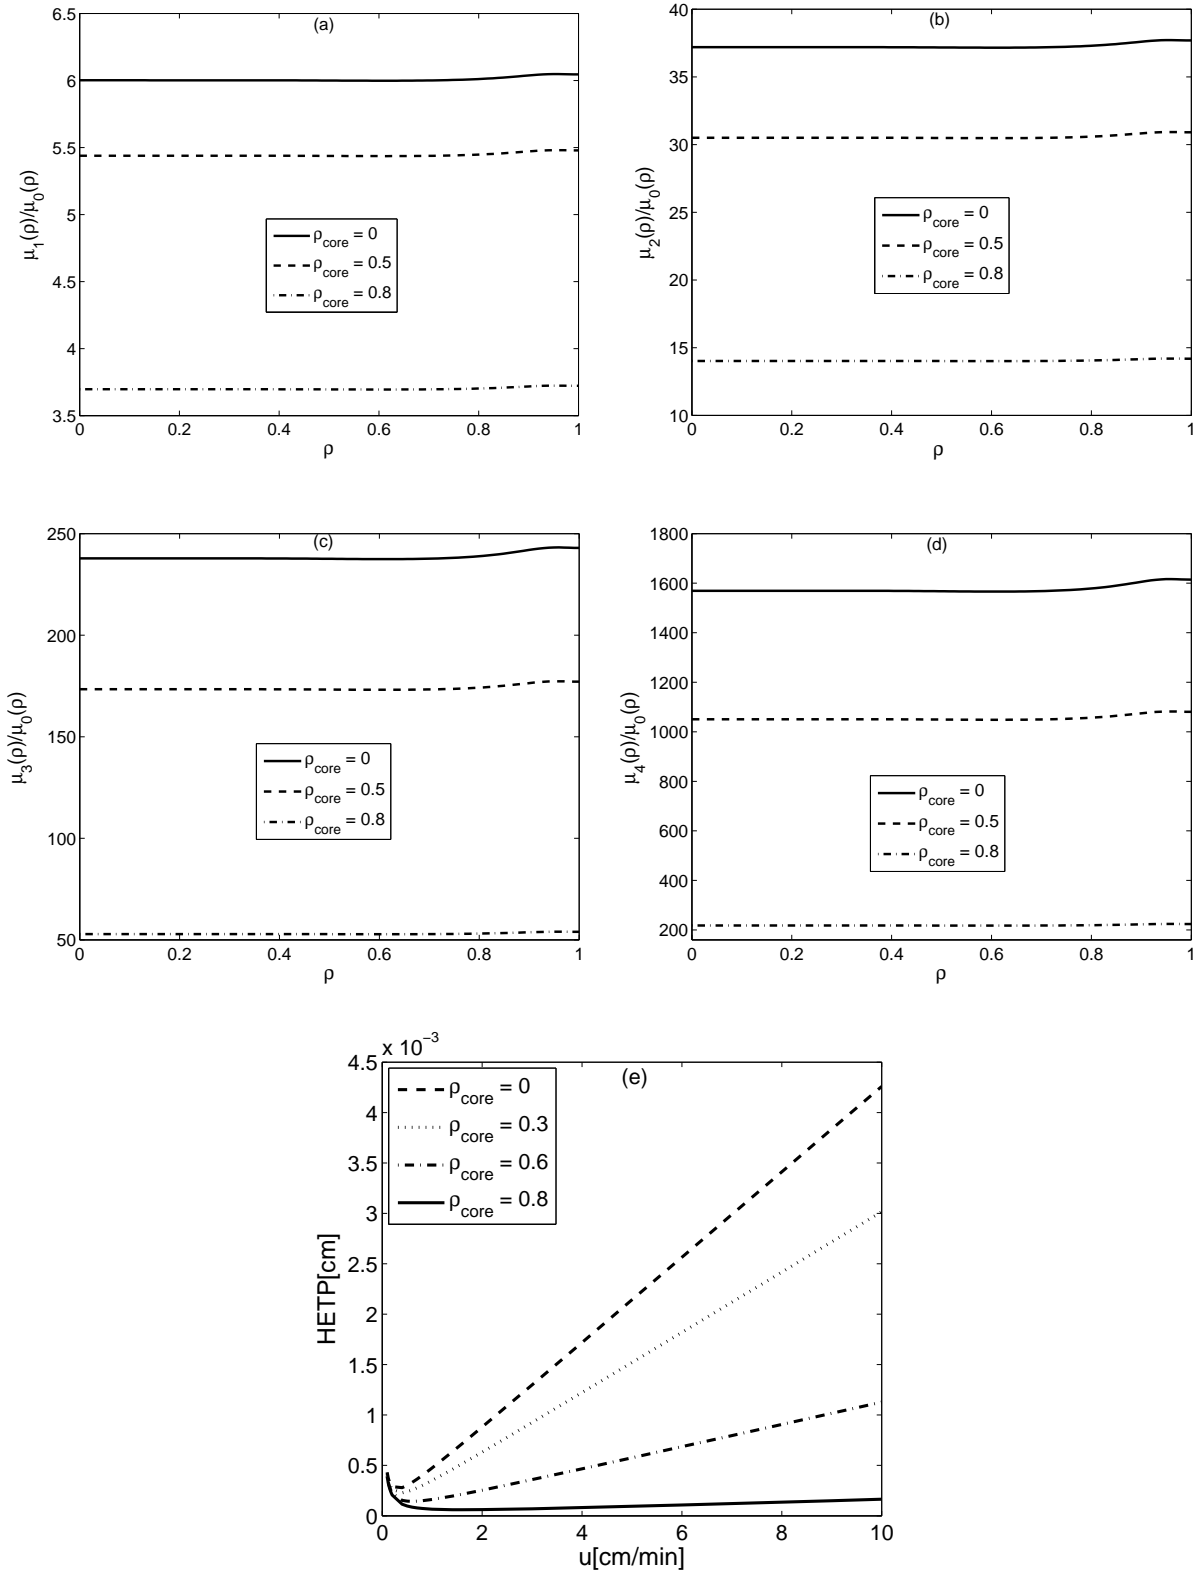 (a)
6.5
6
5.5
5
4.5
4
3.5
0 0.2 0.4 0.6 0.8 1
ρ
μ1(ρ)/μ0(ρ)
ρcore = 0
ρcore = 0.5
ρcore = 0.8
(b)
40
35
30
25
20
15
10
0 0.2 0.4 0.6 0.8 1
ρ
μ2(ρ)/μ0(ρ)
ρcore = 0
ρcore = 0.5
ρcore = 0.8
(c)
250
200
150
100
50
0 0.2 0.4 0.6 0.8 1
ρ
μ3(ρ)/μ0(ρ)
ρcore = 0
ρcore = 0.5
ρcore = 0.8
(d)
1800
1600
1400
1200
1000
800
600
400
200
0 0.2 0.4 0.6 0.8 1
ρ
μ4(ρ)/μ0(ρ)
ρcore = 0
ρcore = 0.5
ρcore = 0.8
x 10−3
(e)
4.5
4
3.5
3
2.5
2
1.5
1
0.5
0
0 2 4 6 8 10
u[cm/min]
HETP[cm]
ρcore = 0
ρcore = 0.3
ρcore = 0.6
ρcore = 0.8